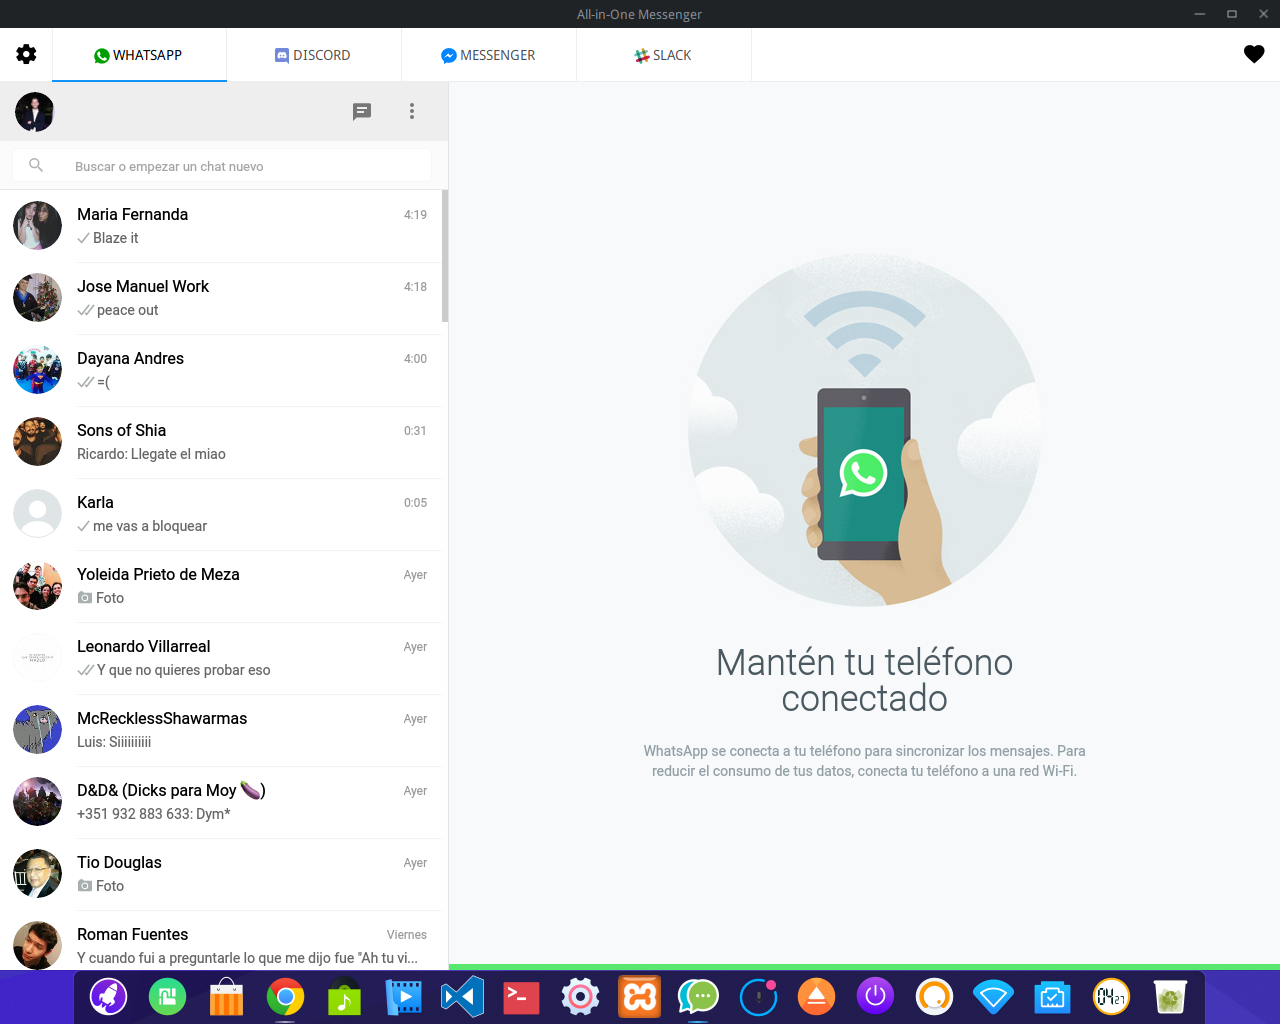 All-in-One Messenger
WHATSAPP
DISCORD
MESSENGER
SLACK
Buscar o empezar un chat nuevo
Maria Fernanda 4:19
Blaze it
Jose Manuel Work 4:18
peace out
Dayana Andres 4:00
=(
Sons of Shia 0:31
Ricardo: Llegate el miao
Karla 0:05
me vas a bloquear
Yoleida Prieto de Meza Ayer
Foto
Leonardo Villarreal Ayer
Y que no quieres probar eso
McRecklessShawarmas Ayer
Luis: Siiiiiiiiii
D&D& (Dicks para Moy 🍆) Ayer
+351 932 883 633: Dym*
Tio Douglas Ayer
Foto
Roman Fuentes Viernes
Y cuando fui a preguntarle lo que me dijo fue "Ah tu vi...
Mantén tu teléfono
conectado
WhatsApp se conecta a tu teléfono para sincronizar los mensajes. Para
reducir el consumo de tus datos, conecta tu teléfono a una red Wi-Fi.
04 27